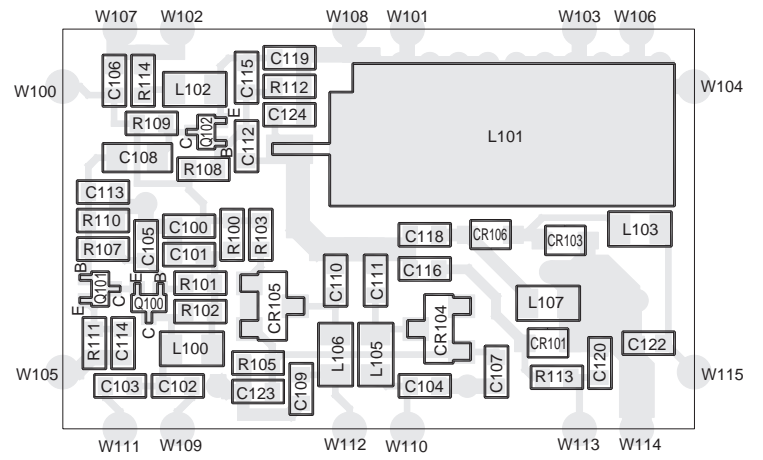 W107 W102 W108 W101 W103 W106
W100
W104
C106
R114
L102
C115
C119
R112
C124
R109
C
Q102
E
B
C112
C108
R108
L101
C113
R110
R107
C105
C100
C101
R100
R103
C118
CR106
CR103
L103
C116
B
Q101
E
C
E
B
Q100
C
R101
R102
CR105
C110
C111
L107
CR104
R111
C114
L100
L106
L105
CR101
C120
C122
R105
C123
C109
C103
C102
C104
C107
R113
W105
W115
W111 W109 W112 W110 W113 W114